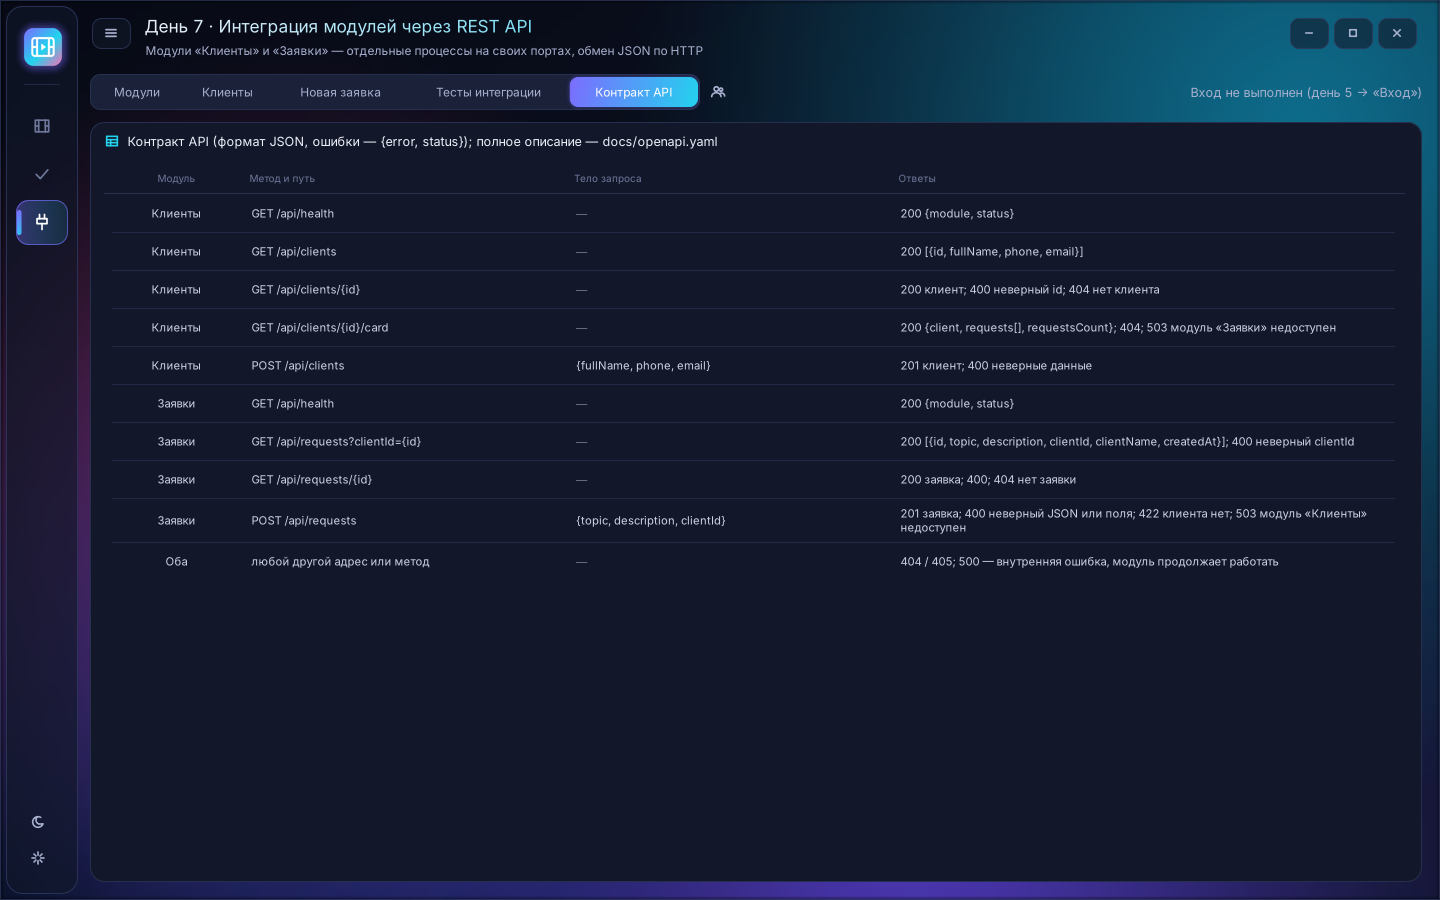 День 7 · Интеграция модулей через REST API
Модули «Клиенты» и «Заявки» — отдельные процессы на своих портах, обмен JSON по HTTP
Модули Клиенты Новая заявка Тесты интеграции Контракт API
Вход не выполнен (день 5 → «Вход»)
Контракт API (формат JSON, ошибки — {error, status}); полное описание — docs/openapi.yaml
Модуль Метод и путь Тело запроса Ответы
Клиенты GET /api/health — 200 {module, status}
Клиенты GET /api/clients — 200 [{id, fullName, phone, email}]
Клиенты GET /api/clients/{id} — 200 клиент; 400 неверный id; 404 нет клиента
Клиенты GET /api/clients/{id}/card — 200 {client, requests[], requestsCount}; 404; 503 модуль «Заявки» недоступен
Клиенты POST /api/clients {fullName, phone, email} 201 клиент; 400 неверные данные
Заявки GET /api/health — 200 {module, status}
Заявки GET /api/requests?clientId={id} — 200 [{id, topic, description, clientId, clientName, createdAt}]; 400 неверный clientId
Заявки GET /api/requests/{id} — 200 заявка; 400; 404 нет заявки
Заявки POST /api/requests {topic, description, clientId} 201 заявка; 400 неверный JSON или поля; 422 клиента нет; 503 модуль «Клиенты»
недоступен
Оба любой другой адрес или метод — 404 / 405; 500 — внутренняя ошибка, модуль продолжает работать